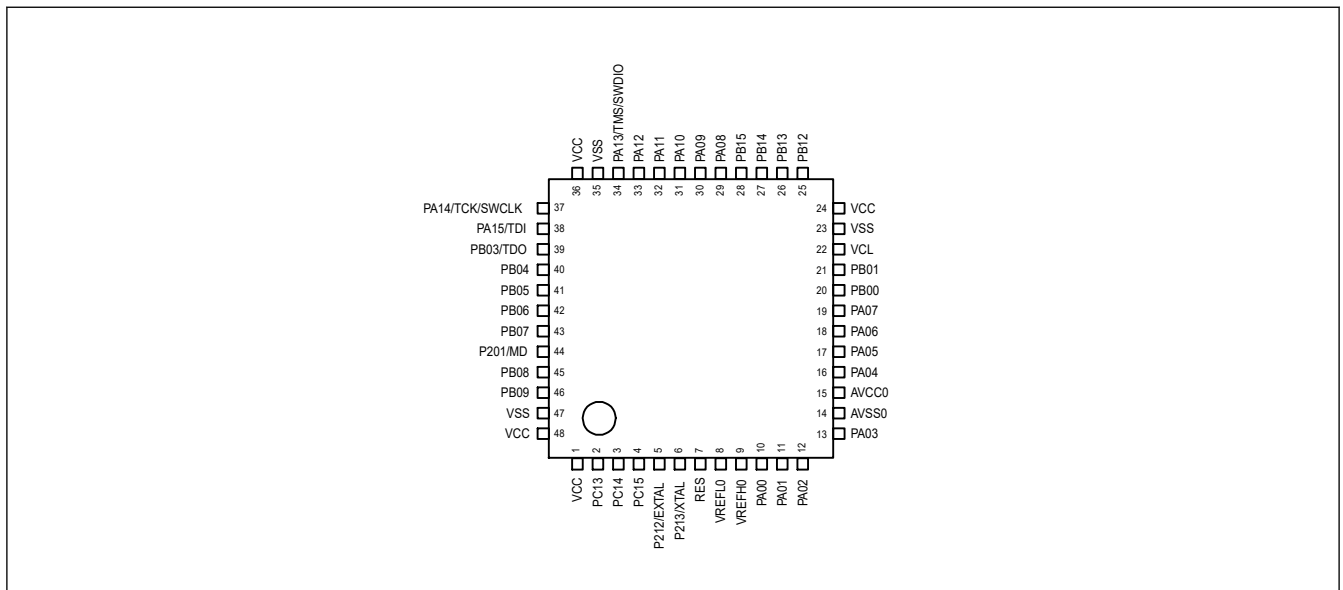 VCC
VSS
PA13/TMS/SWDIO
PA12
PA11
PA10
PA09
PA08
PB15
PB14
PB13
PB12
36
35
34
33
32
31
30
29
28
27
26
25
PA14/TCK/SWCLK 37
PA15/TDI 38
PB03/TDO 39
PB04 40
PB05 41
PB06 42
PB07 43
P201/MD 44
PB08 45
PB09 46
VSS 47
VCC 48
24 VCC
23 VSS
22 VCL
21 PB01
20 PB00
19 PA07
18 PA06
17 PA05
16 PA04
15 AVCC0
14 AVSS0
13 PA03
1
2
3
4
5
6
7
8
9
10
11
12
VCC
PC13
PC14
PC15
P212/EXTAL
P213/XTAL
RES
VREFL0
VREFH0
PA00
PA01
PA02